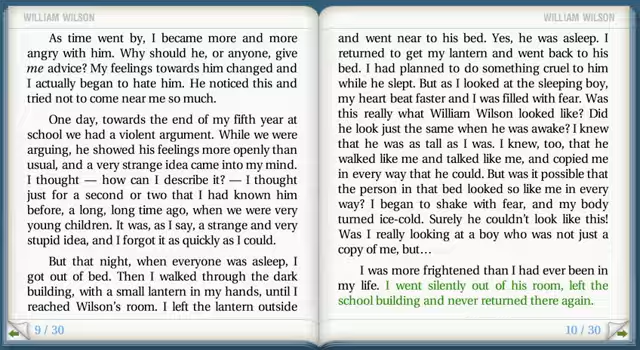 WILLIAM WILSON
As time went by, I became more and more
angry with him. Why should he, or anyone, give
me advice? My feelings towards him changed and
I actually began to hate him. He noticed this and
tried not to come near me so much.
One day, towards the end of my fifth year at
school we had a violent argument. While we were
arguing, he showed his feelings more openly than
usual, and a very strange idea came into my mind.
I thought — how can I describe it? — I thought
just for a second or two that I had known him
before, a long, long time ago, when we were very
young children. It was, as I say, a strange and very
stupid idea, and I forgot it as quickly as I could.
But that night, when everyone was asleep, I
got out of bed. Then I walked through the dark
building, with a small lantern in my hands, until I
reached Wilson's room. I left the lantern outside
9 / 30
WILLIAM WILSON
and went near to his bed. Yes, he was asleep. I
returned to get my lantern and went back to his
bed. I had planned to do something cruel to him
while he slept. But as I looked at the sleeping boy,
my heart beat faster and I was filled with fear. Was
this really what William Wilson looked like? Did
he look just the same when he was awake? I knew
that he was as tall as I was. I knew, too, that he
walked like me and talked like me, and copied me
in every way that he could. But was it possible that
the person in that bed looked so like me in every
way? I began to shake with fear, and my body
turned ice-cold. Surely he couldn't look like this!
Was I really looking at a boy who was not just a
copy of me, but...
I was more frightened than I had ever been in
my life. I went silently out of his room, left the
school building and never returned there again.
10 / 30